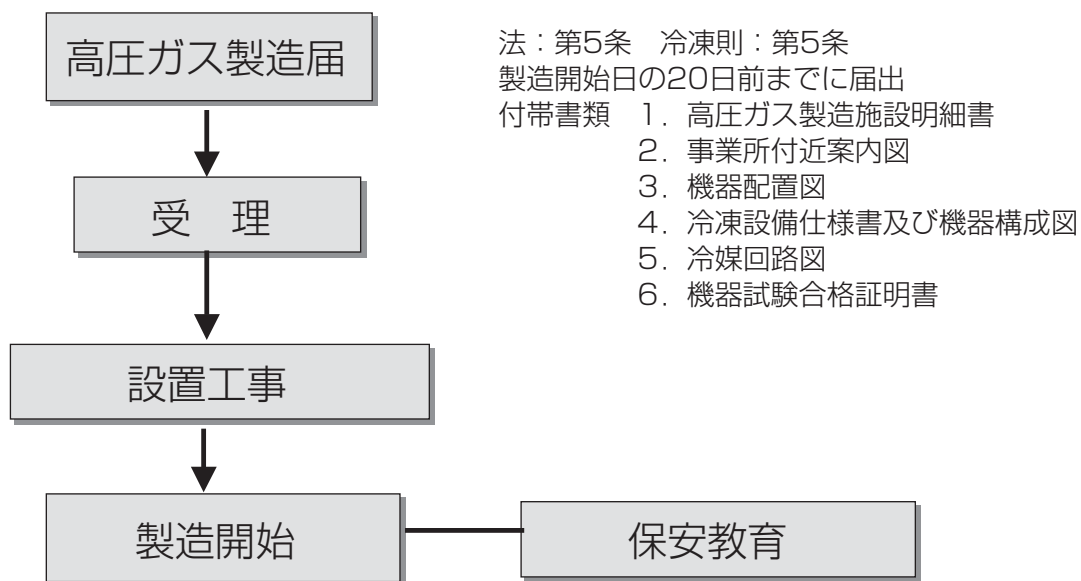 高圧ガス製造届
法：第5条　冷凍則：第5条
製造開始日の20日前までに届出
付帯書類　1．高圧ガス製造施設明細書
2．事業所付近案内図
3．機器配置図
4．冷凍設備仕様書及び機器構成図
5．冷媒回路図
6．機器試験合格証明書
受　理
設置工事
製造開始
保安教育